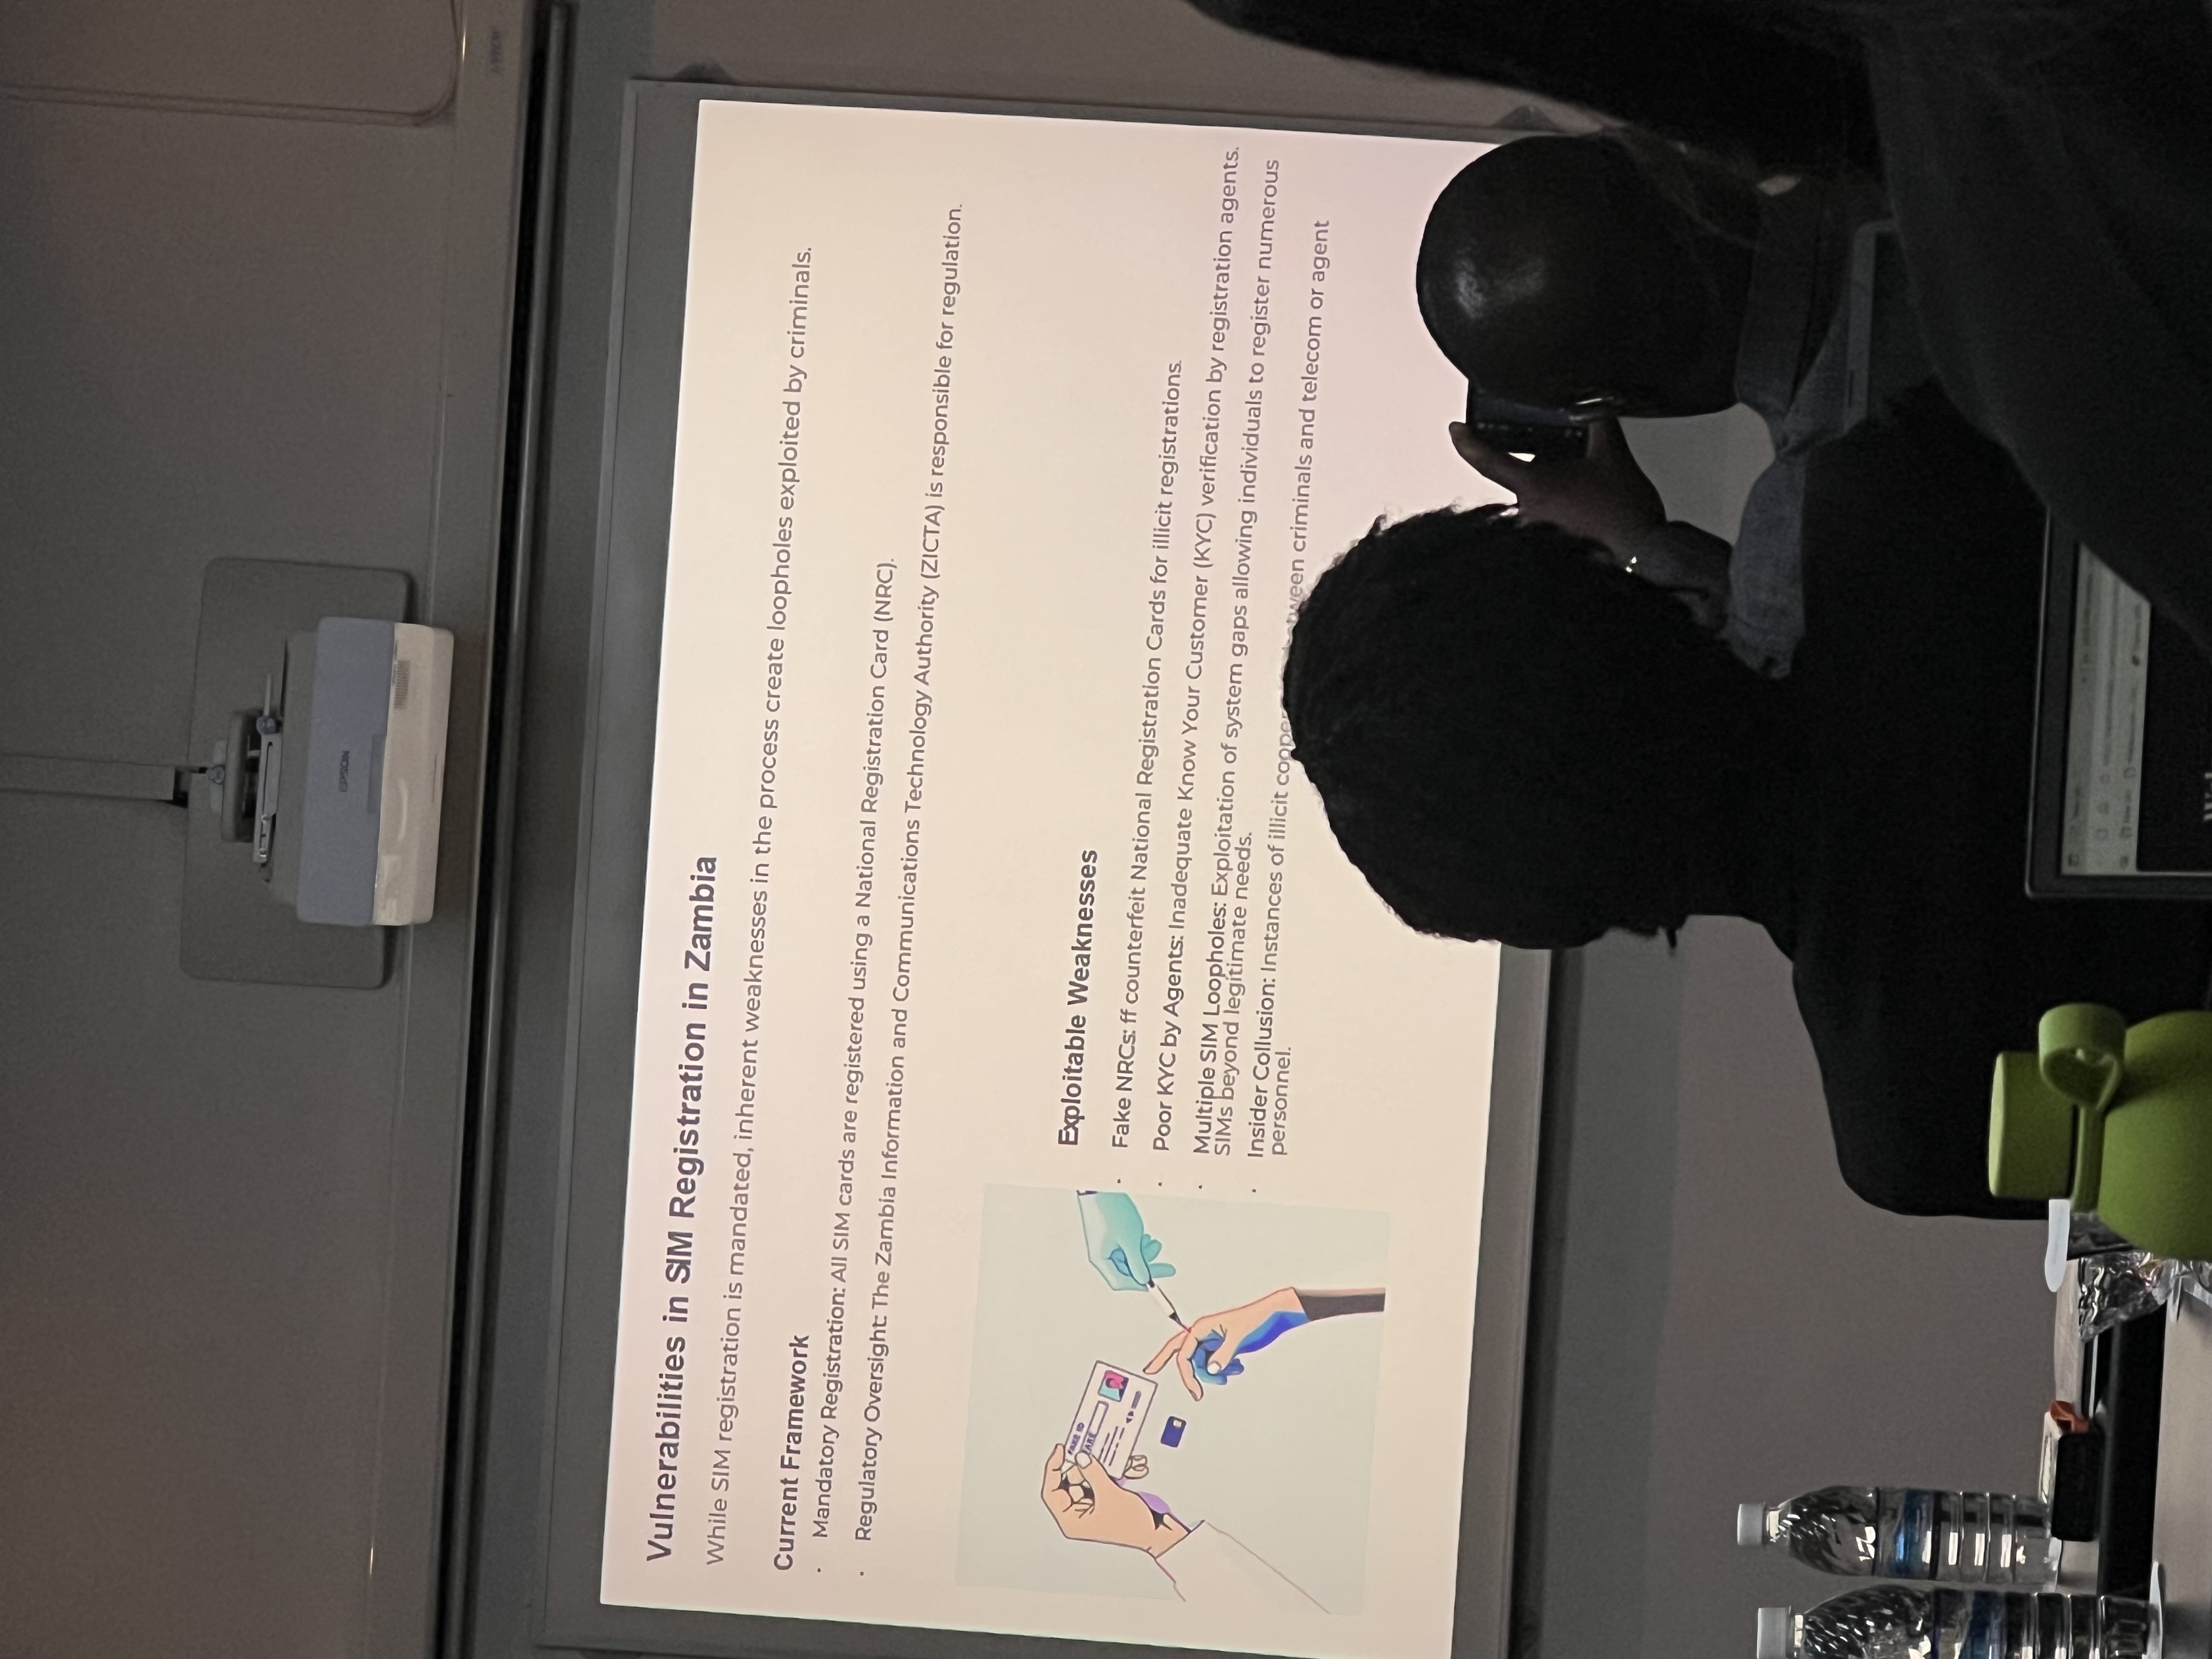 EPSON
Vulnerabilities in SIM Registration in Zambia
While SIM registration is mandated, inherent weaknesses in the process create loopholes exploited by criminals.
Current Framework
· Mandatory Registration: All SIM cards are registered using a National Registration Card (NRC).
· Regulatory Oversight: The Zambia Information and Communications Technology Authority (ZICTA) is responsible for regulation.
FAKE ID
FAKE
Exploitable Weaknesses
· Fake NRCs: ff counterfeit National Registration Cards for illicit registrations.
· Poor KYC by Agents: Inadequate Know Your Customer (KYC) verification by registration agents.
· Multiple SIM Loopholes: Exploitation of system gaps allowing individuals to register numerous
SIMs beyond legitimate needs.
· Insider Collusion: Instances of illicit criminals and telecom or agent
personnel.